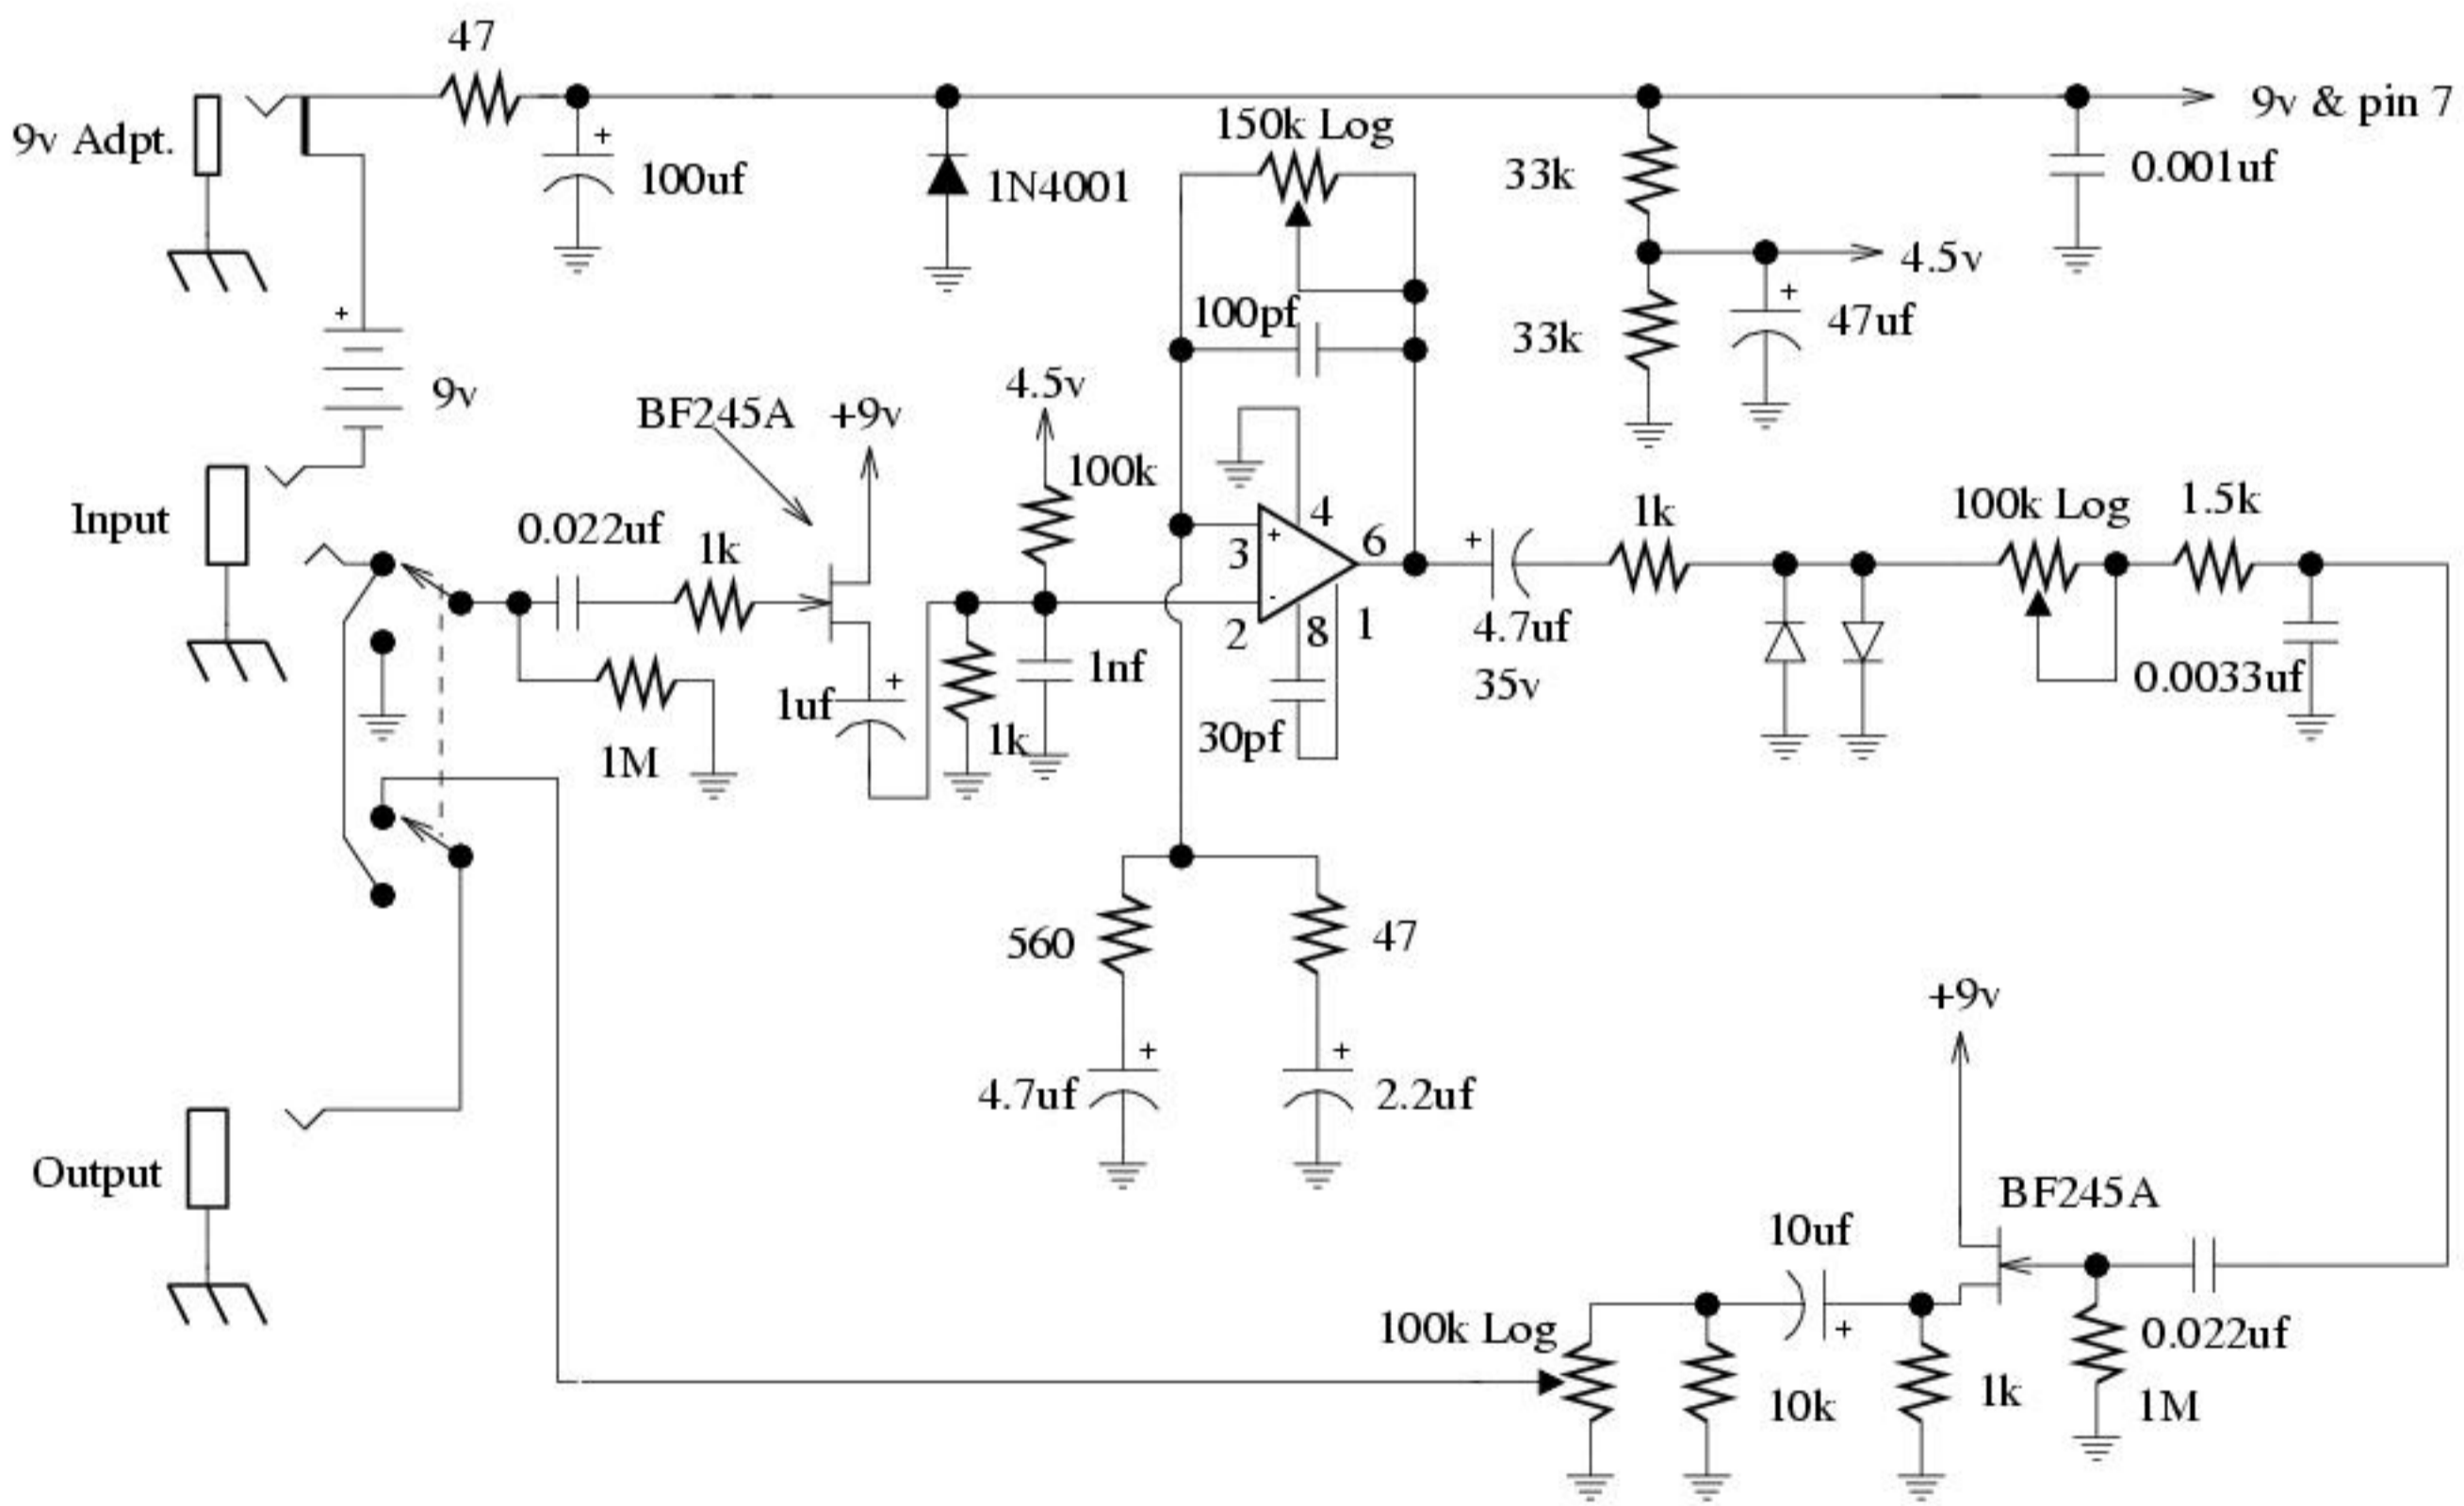 47
9v Adpt.
+
100uf
1N4001
150k Log
33k
9v & pin 7
0.001uf
4.5v
+
47uf
33k
100pf
+
9v
BF245A
+9v
4.5v
100k
Input
0.022uf
1k
4
+
3
6
-
2
8
1
+
4.7uf
35v
1k
100k Log
1.5k
0.0033uf
+
1uf
1k
1nf
30pf
1M
560
47
+
4.7uf
+
2.2uf
+9v
Output
BF245A
10uf
+
100k Log
10k
1k
0.022uf
1M